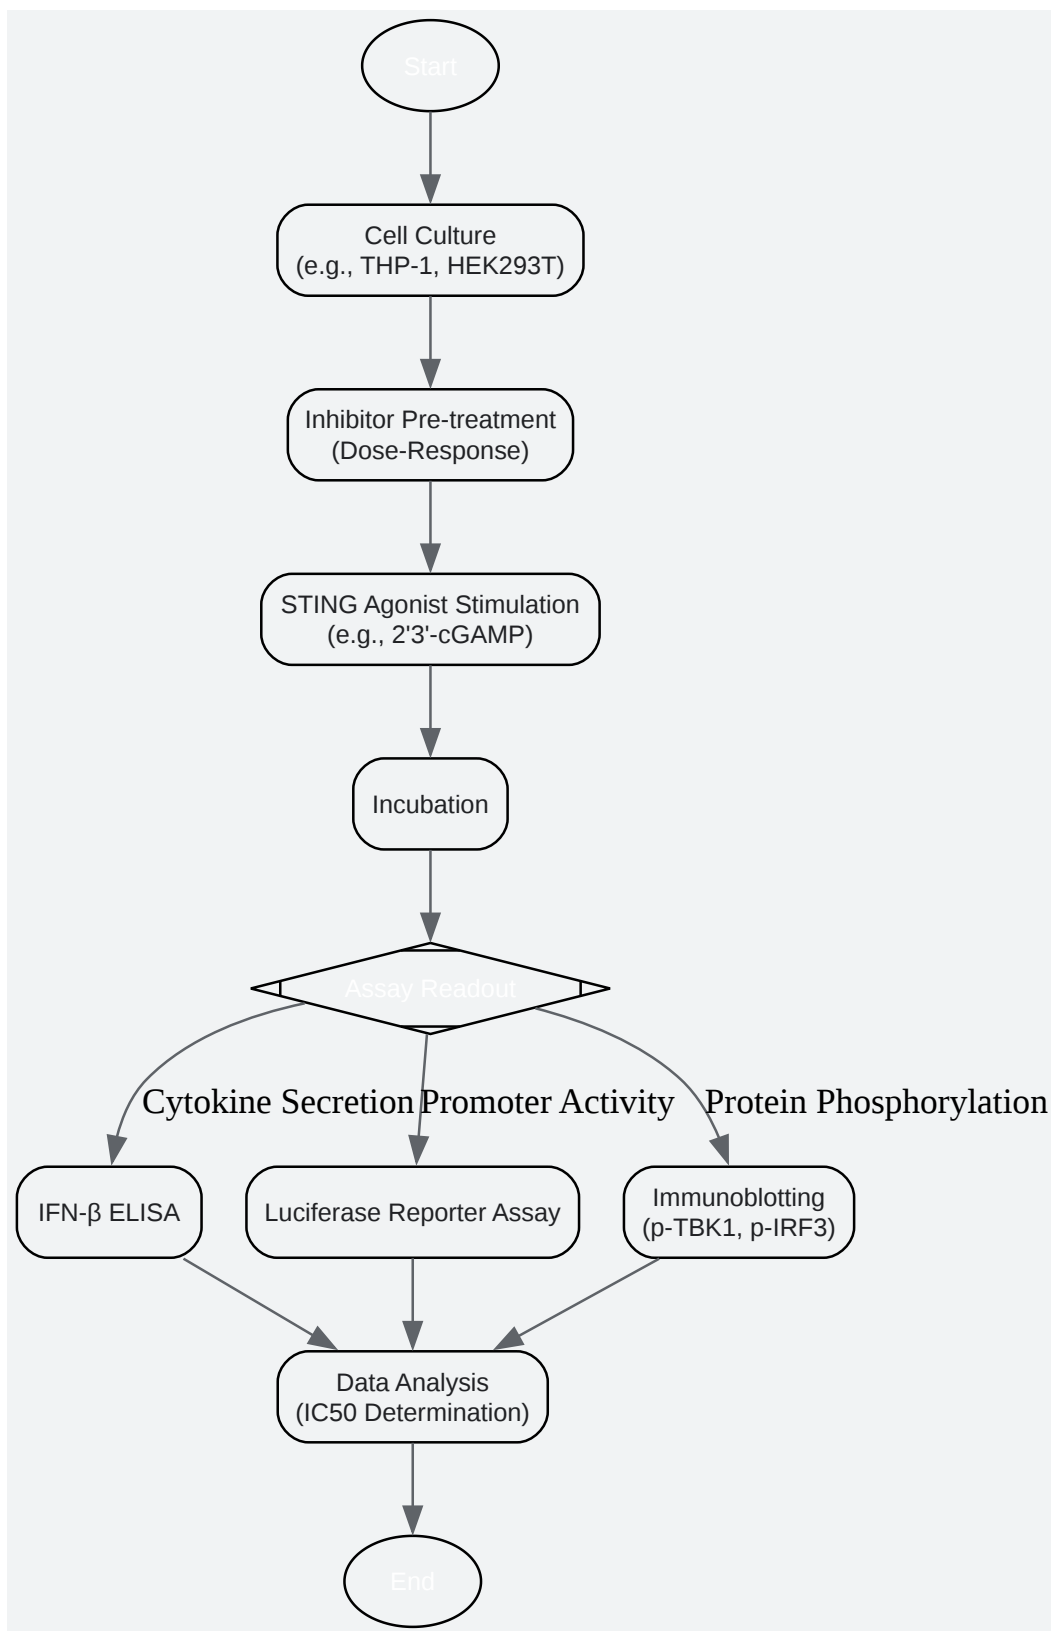 Start
Cell Culture
(e.g., THP-1, HEK293T)
Inhibitor Pre-treatment
(Dose-Response)
STING Agonist Stimulation
(e.g., 2'3'-cGAMP)
Incubation
Assay Readout
Cytokine Secretion
Promoter Activity
Protein Phosphorylation
IFN-β ELISA
Luciferase Reporter Assay
Immunoblotting
(p-TBK1, p-IRF3)
Data Analysis
(IC50 Determination)
End